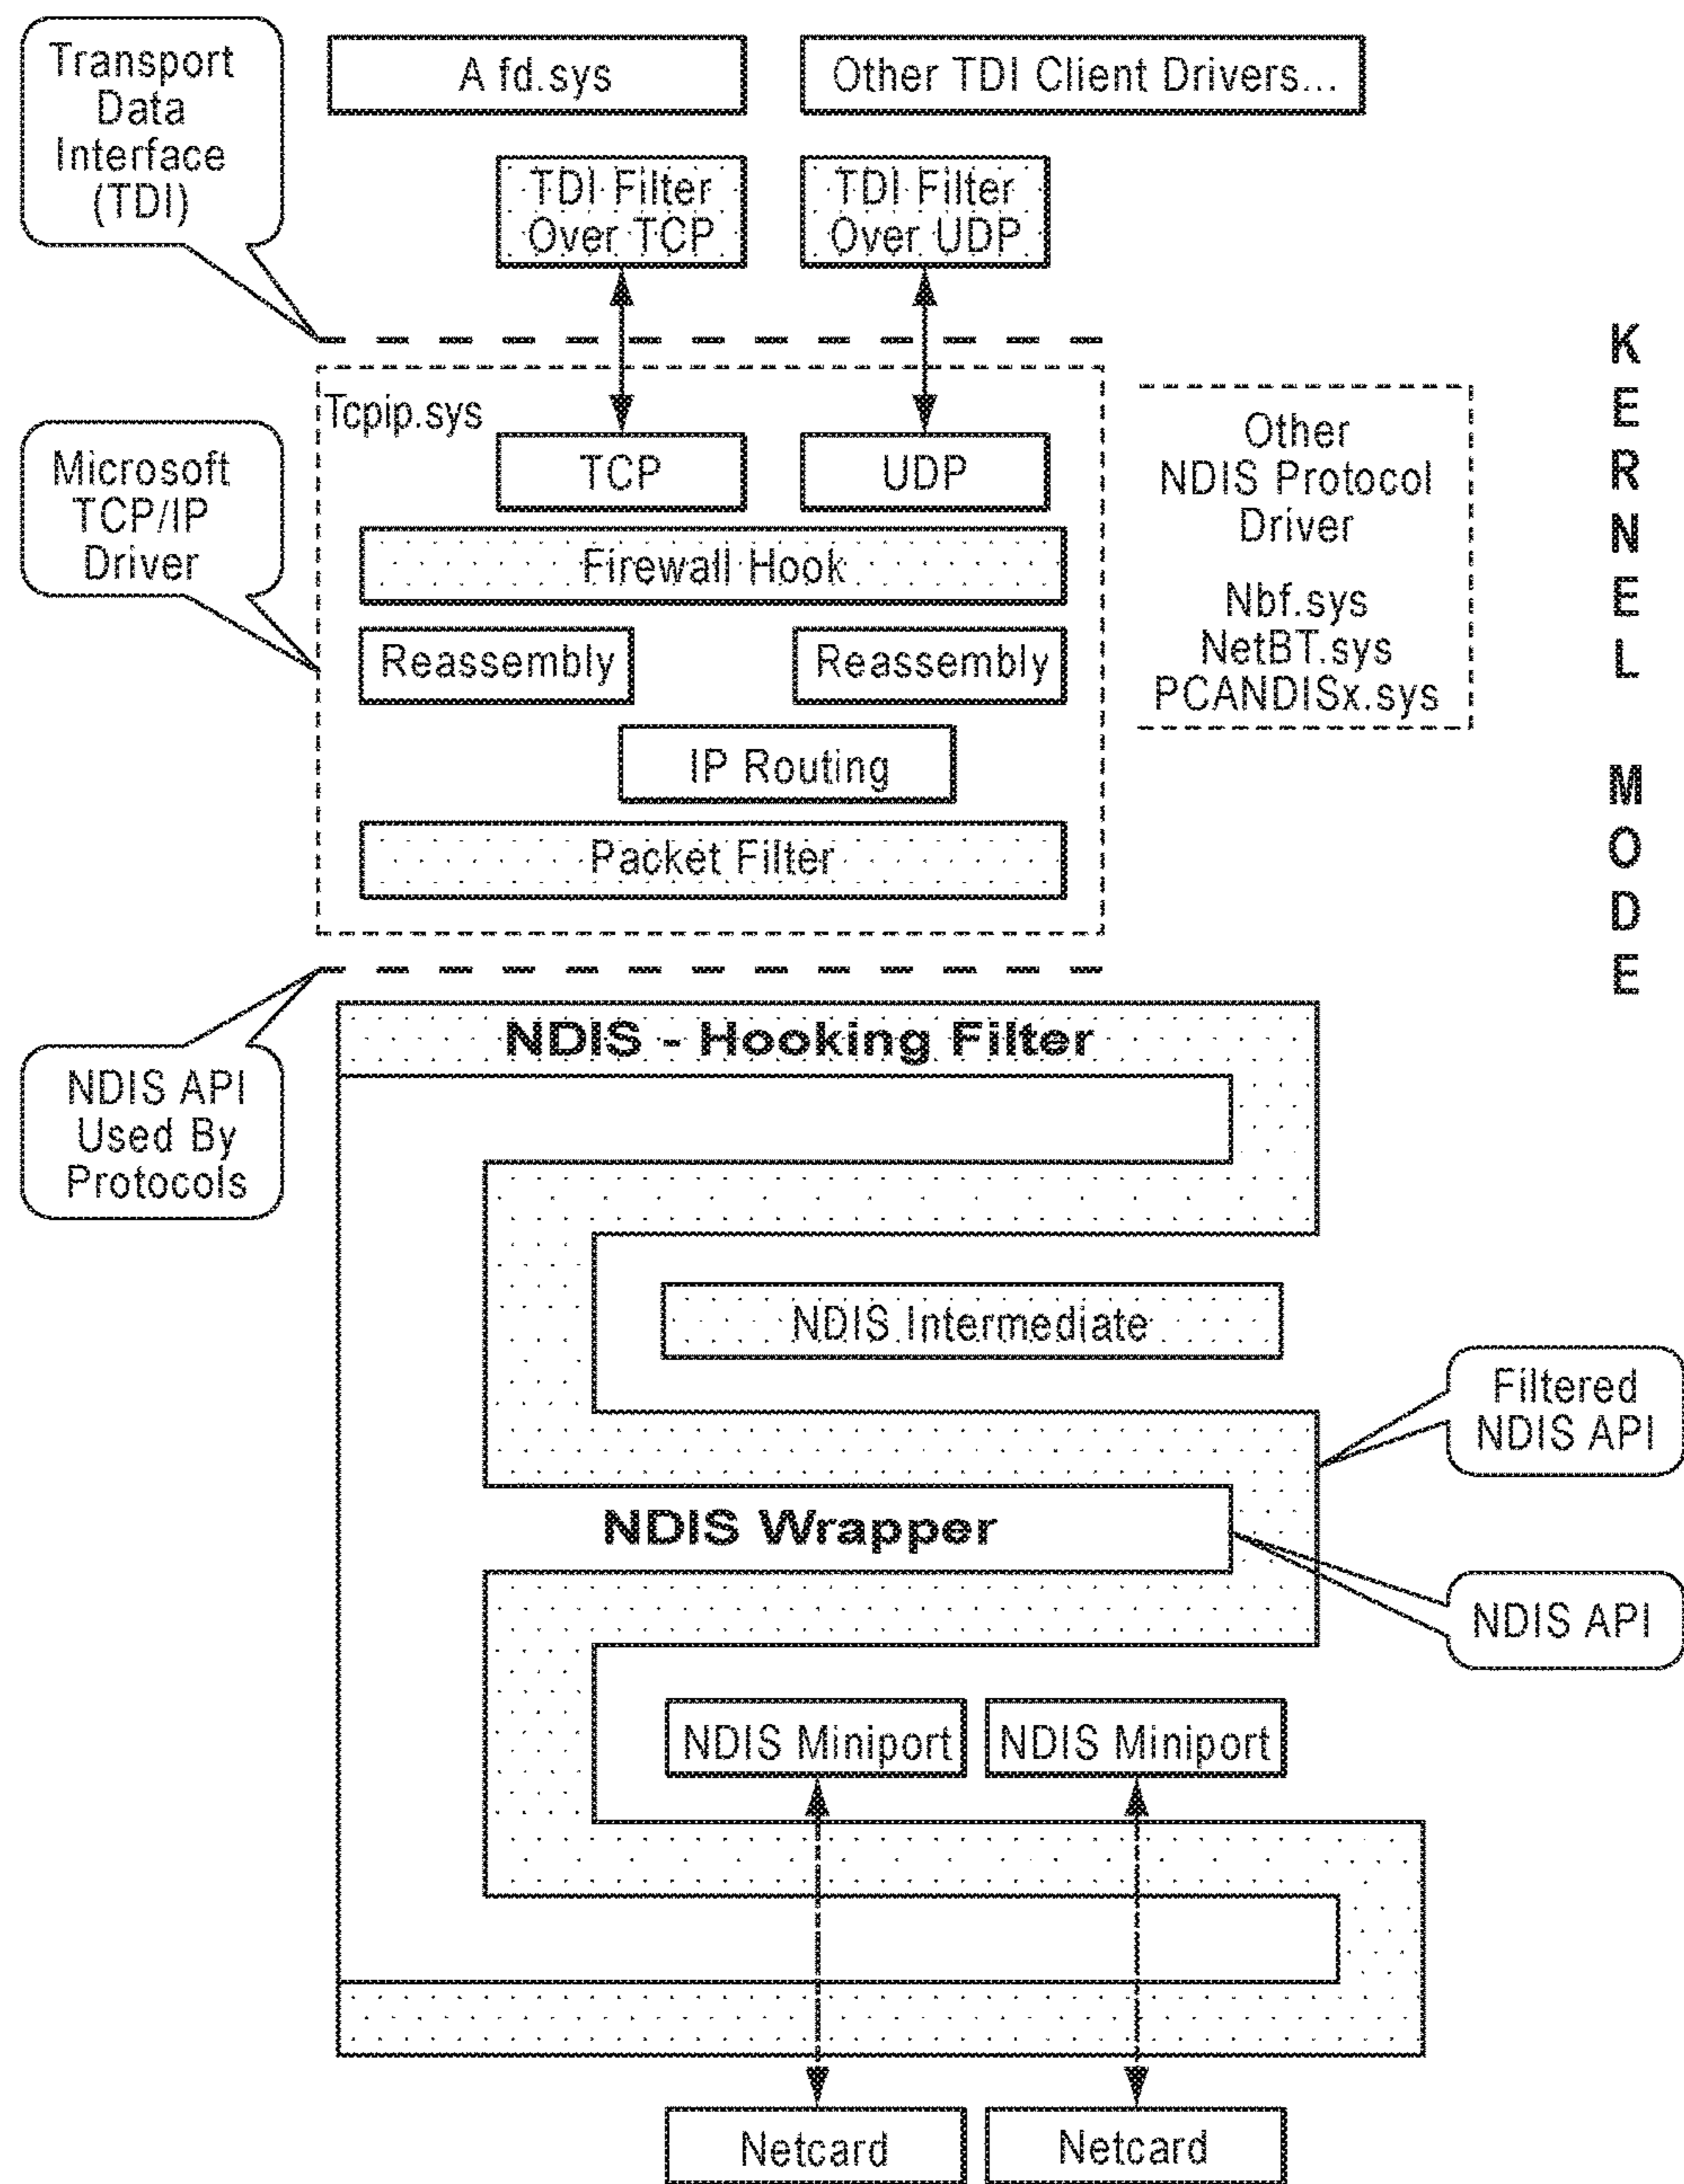 Transport
Data
Interface
(TDI)
A fd.sys
Other TDI Client Drivers...
TDI Filter
Over TCP
TDI Filter
Over UDP
Microsoft
TCP/IP
Driver
Tcpip.sys
TCP
UDP
Firewall Hook
Reassembly
Reassembly
IP Routing
Packet Filter
Other
NDIS Protocol
Driver
Nbf.sys
NetBT.sys
PCANDISx.sys
KERNEL MODE
NDIS API
Used By
Protocols
NDIS - Hooking Filter
NDIS Intermediate
Filtered
NDIS API
NDIS Wrapper
NDIS API
NDIS Miniport
NDIS Miniport
Netcard
Netcard